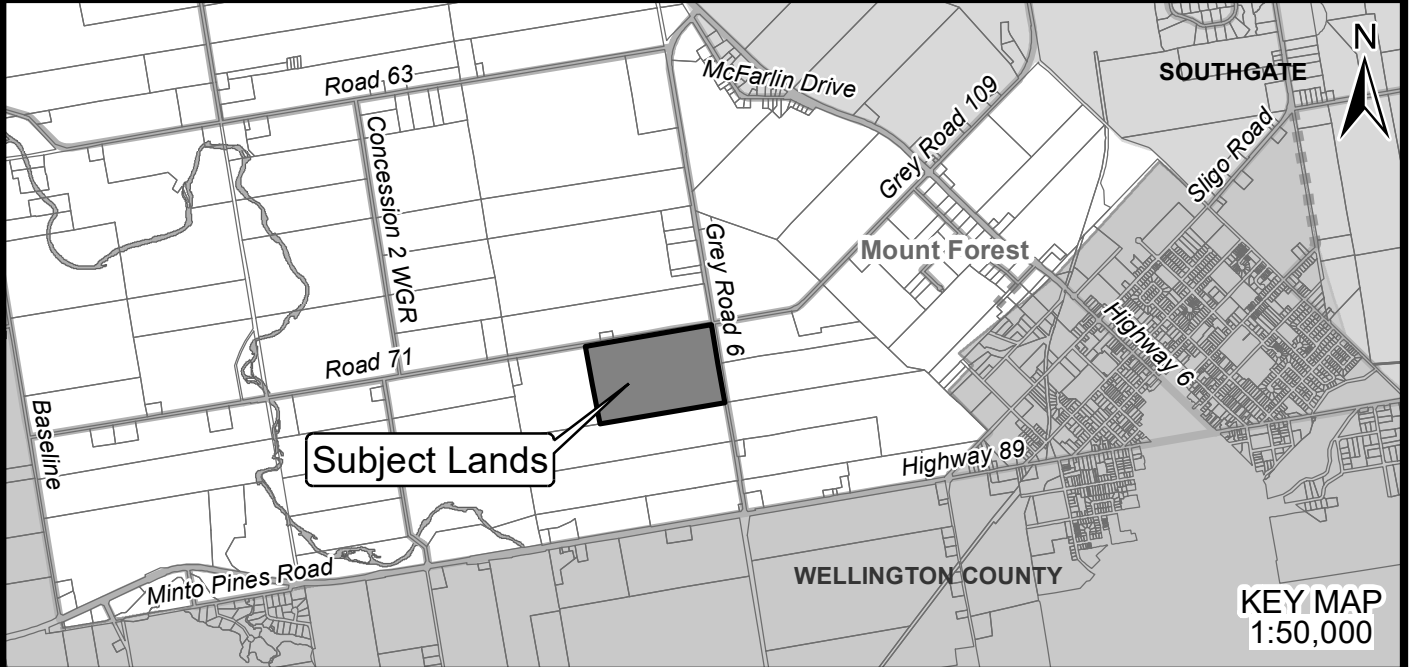 N
SOUTHGATE
McFarlin Drive
Road 63
Grey Road 109
Sligo Road
Concession 2 WGR
Mount Forest
Grey Road 6
Highway 6
Road 71
Baseline
Subject Lands
Highway 89
Minto Pines Road
WELLINGTON COUNTY
KEY MAP
1:50,000